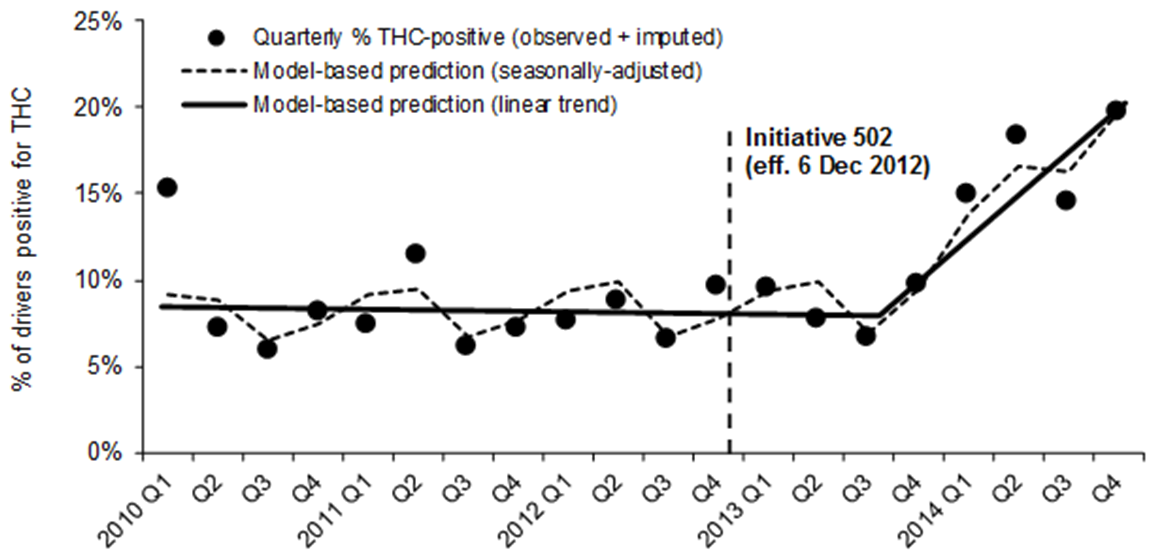 25%
20%
15%
10%
5%
0%
% of drivers positive for THC
Quarterly % THC-positive (observed + imputed)
Model-based prediction (seasonally-adjusted)
Model-based prediction (linear trend)
Initiative 502
(eff. 6 Dec 2012)
2010 Q1
Q2
Q3
Q4
2011 Q1
Q2
Q3
Q4
2012 Q1
Q2
Q3
Q4
2013 Q1
Q2
Q3
Q4
2014 Q1
Q2
Q3
Q4